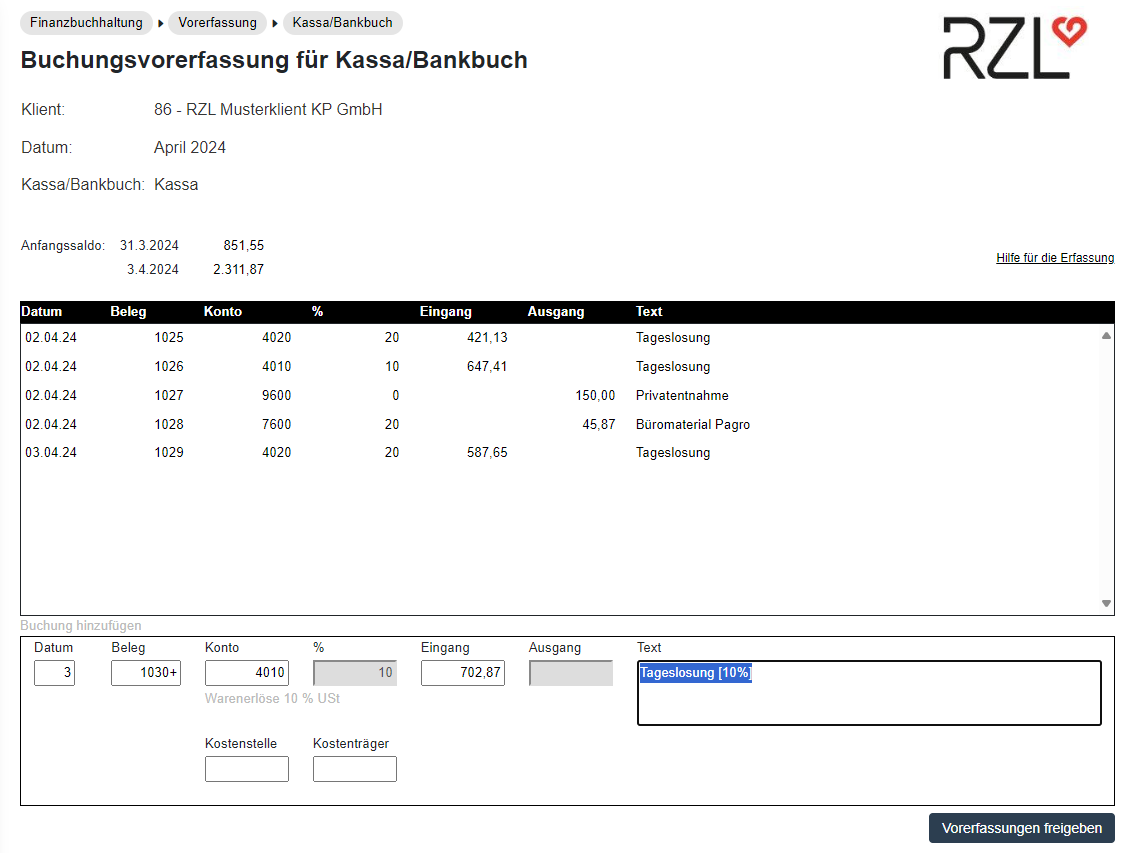 Finanzbuchhaltung Vorerfassung Kassa/Bankbuch
RZL
Buchungsvorerfassung für Kassa/Bankbuch
Klient: 86 - RZL Musterklient KP GmbH
Datum: April 2024
Kassa/Bankbuch: Kassa
Anfangssaldo: 31.3.2024 851,55
3.4.2024 2.311,87
Hilfe für die Erfassung
Datum Beleg Konto % Eingang Ausgang Text
02.04.24 1025 4020 20 421,13 Tageslosung
02.04.24 1026 4010 10 647,41 Tageslosung
02.04.24 1027 9600 0 150,00 Privatentnahme
02.04.24 1028 7600 20 45,87 Büromaterial Pagro
03.04.24 1029 4020 20 587,65 Tageslosung
Buchung hinzufügen
Datum Beleg Konto % Eingang Ausgang Text
3 1030+ 4010 10 702,87 Tageslosung [10%]
Warenerlöse 10 % USt
Kostenstelle Kostenträger
Vorerfassungen freigeben